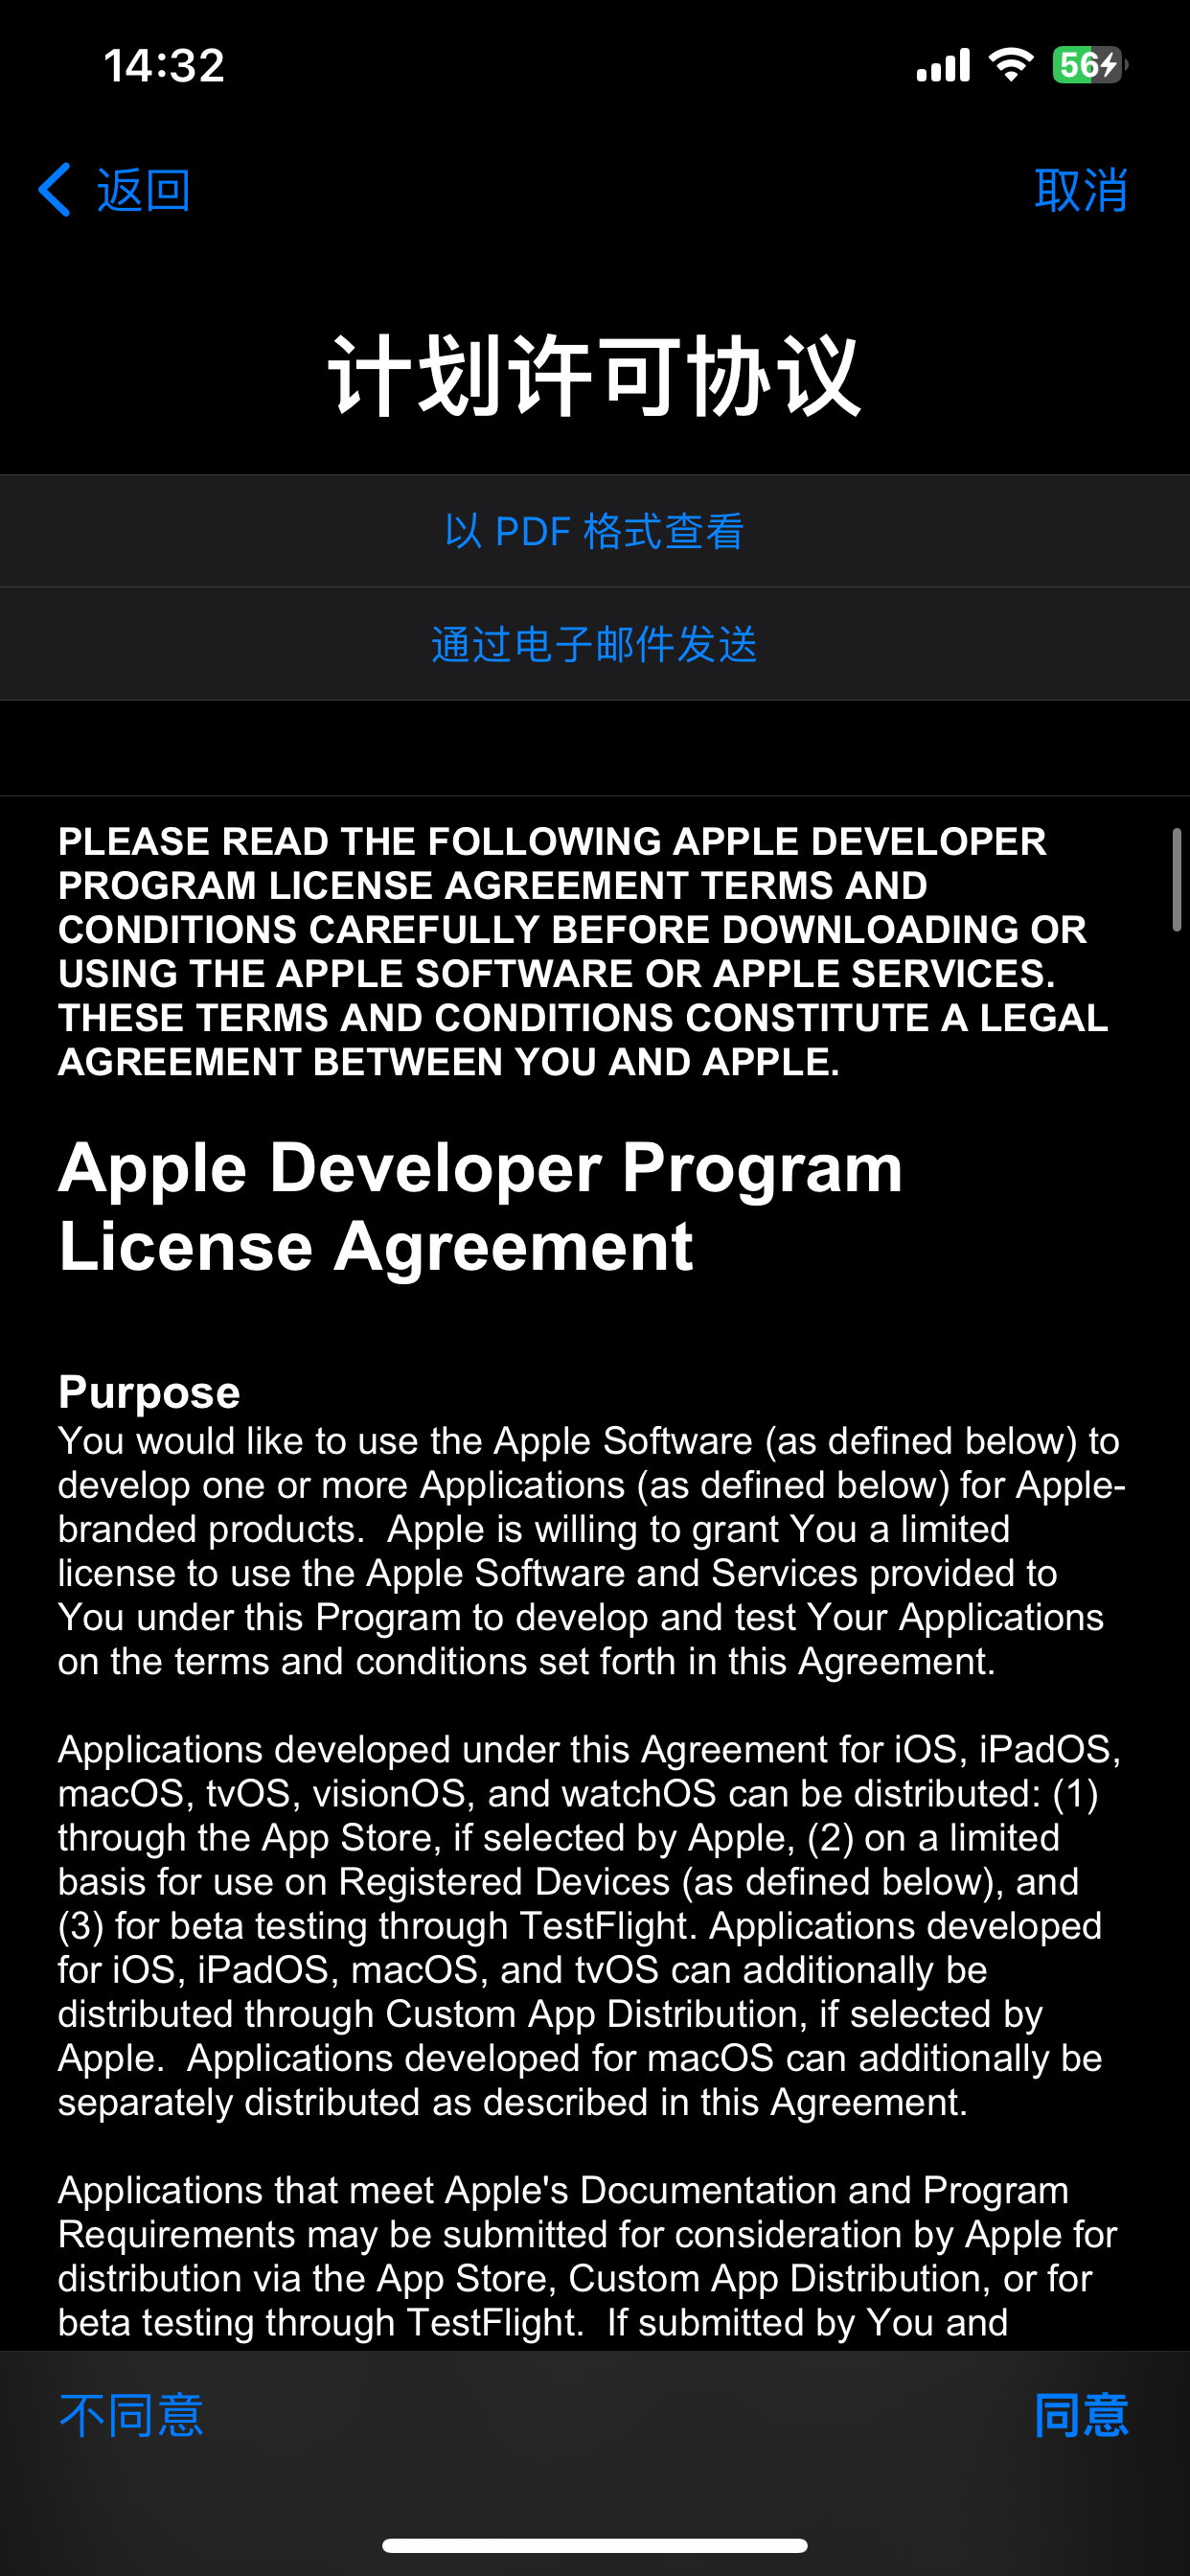 14:32
56
返回
取消
计划许可协议
以 PDF 格式查看
通过电子邮件发送
PLEASE READ THE FOLLOWING APPLE DEVELOPER
PROGRAM LICENSE AGREEMENT TERMS AND
CONDITIONS CAREFULLY BEFORE DOWNLOADING OR
USING THE APPLE SOFTWARE OR APPLE SERVICES.
THESE TERMS AND CONDITIONS CONSTITUTE A LEGAL
AGREEMENT BETWEEN YOU AND APPLE.
Apple Developer Program
License Agreement
Purpose
You would like to use the Apple Software (as defined below) to
develop one or more Applications (as defined below) for Apple-
branded products.  Apple is willing to grant You a limited
license to use the Apple Software and Services provided to
You under this Program to develop and test Your Applications
on the terms and conditions set forth in this Agreement.
Applications developed under this Agreement for iOS, iPadOS,
macOS, tvOS, visionOS, and watchOS can be distributed: (1)
through the App Store, if selected by Apple, (2) on a limited
basis for use on Registered Devices (as defined below), and
(3) for beta testing through TestFlight. Applications developed
for iOS, iPadOS, macOS, and tvOS can additionally be
distributed through Custom App Distribution, if selected by
Apple.  Applications developed for macOS can additionally be
separately distributed as described in this Agreement.
Applications that meet Apple's Documentation and Program
Requirements may be submitted for consideration by Apple for
distribution via the App Store, Custom App Distribution, or for
beta testing through TestFlight.  If submitted by You and
不同意
同意